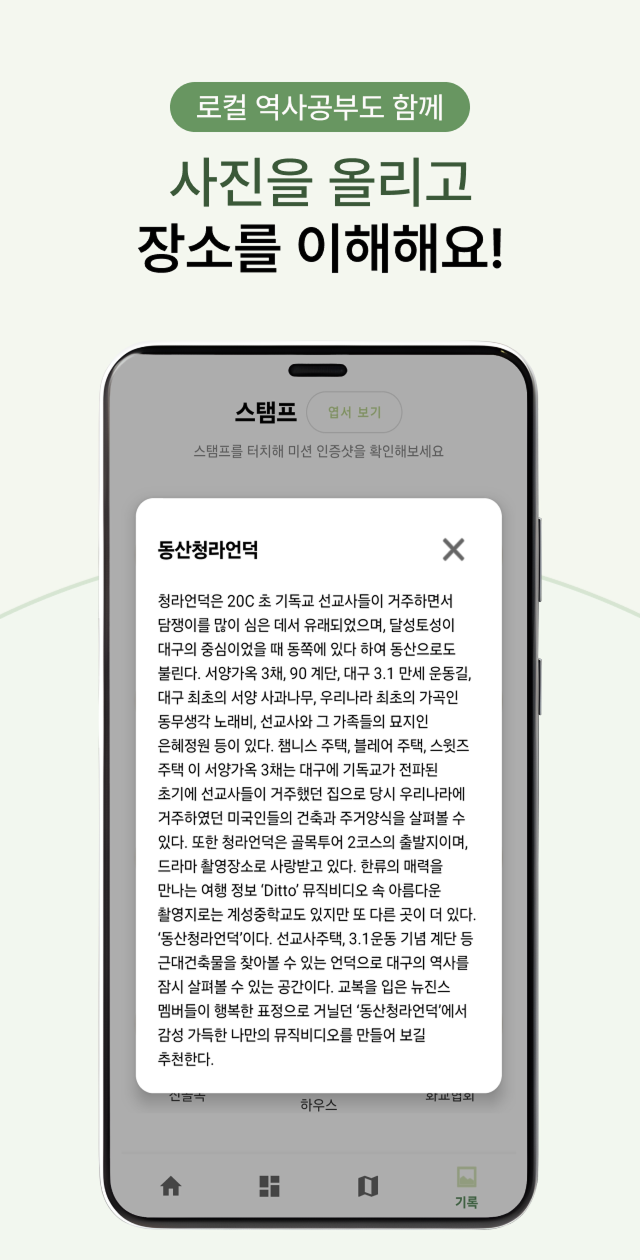 로컬 역사공부도 함께
사진을 올리고
장소를 이해해요!
스탬프
엽서 보기
스탬프를 터치해 미션 인증샷을 확인해보세요
동산청라언덕
청라언덕은 20C 초 기독교 선교사들이 거주하면서
담쟁이를 많이 심은 데서 유래되었으며, 달성토성이
대구의 중심이었을 때 동쪽에 있다 하여 동산으로도
불린다. 서양가옥 3채, 90 계단, 대구 3.1 만세 운동길,
대구 최초의 서양 사과나무, 우리나라 최초의 가곡인
동무생각 노래비, 선교사와 그 가족들의 묘지인
은혜정원 등이 있다. 챔니스 주택, 블레어 주택, 스윗즈
주택 이 서양가옥 3채는 대구에 기독교가 전파된
초기에 선교사들이 거주했던 집으로 당시 우리나라에
거주하였던 미국인들의 건축과 주거양식을 살펴볼 수
있다. 또한 청라언덕은 골목투어 2코스의 출발지이며,
드라마 촬영장소로 사랑받고 있다. 한류의 매력을
만나는 여행 정보 ‘Ditto’ 뮤직비디오 속 아름다운
촬영지로는 계성중학교도 있지만 또 다른 곳이 더 있다.
‘동산청라언덕’이다. 선교사주택, 3.1운동 기념 계단 등
근대건축물을 찾아볼 수 있는 언덕으로 대구의 역사를
잠시 살펴볼 수 있는 공간이다. 교복을 입은 뉴진스
멤버들이 행복한 표정으로 거닐던 ‘동산청라언덕’에서
감성 가득한 나만의 뮤직비디오를 만들어 보길
추천한다.
하우스
화교협회
기록